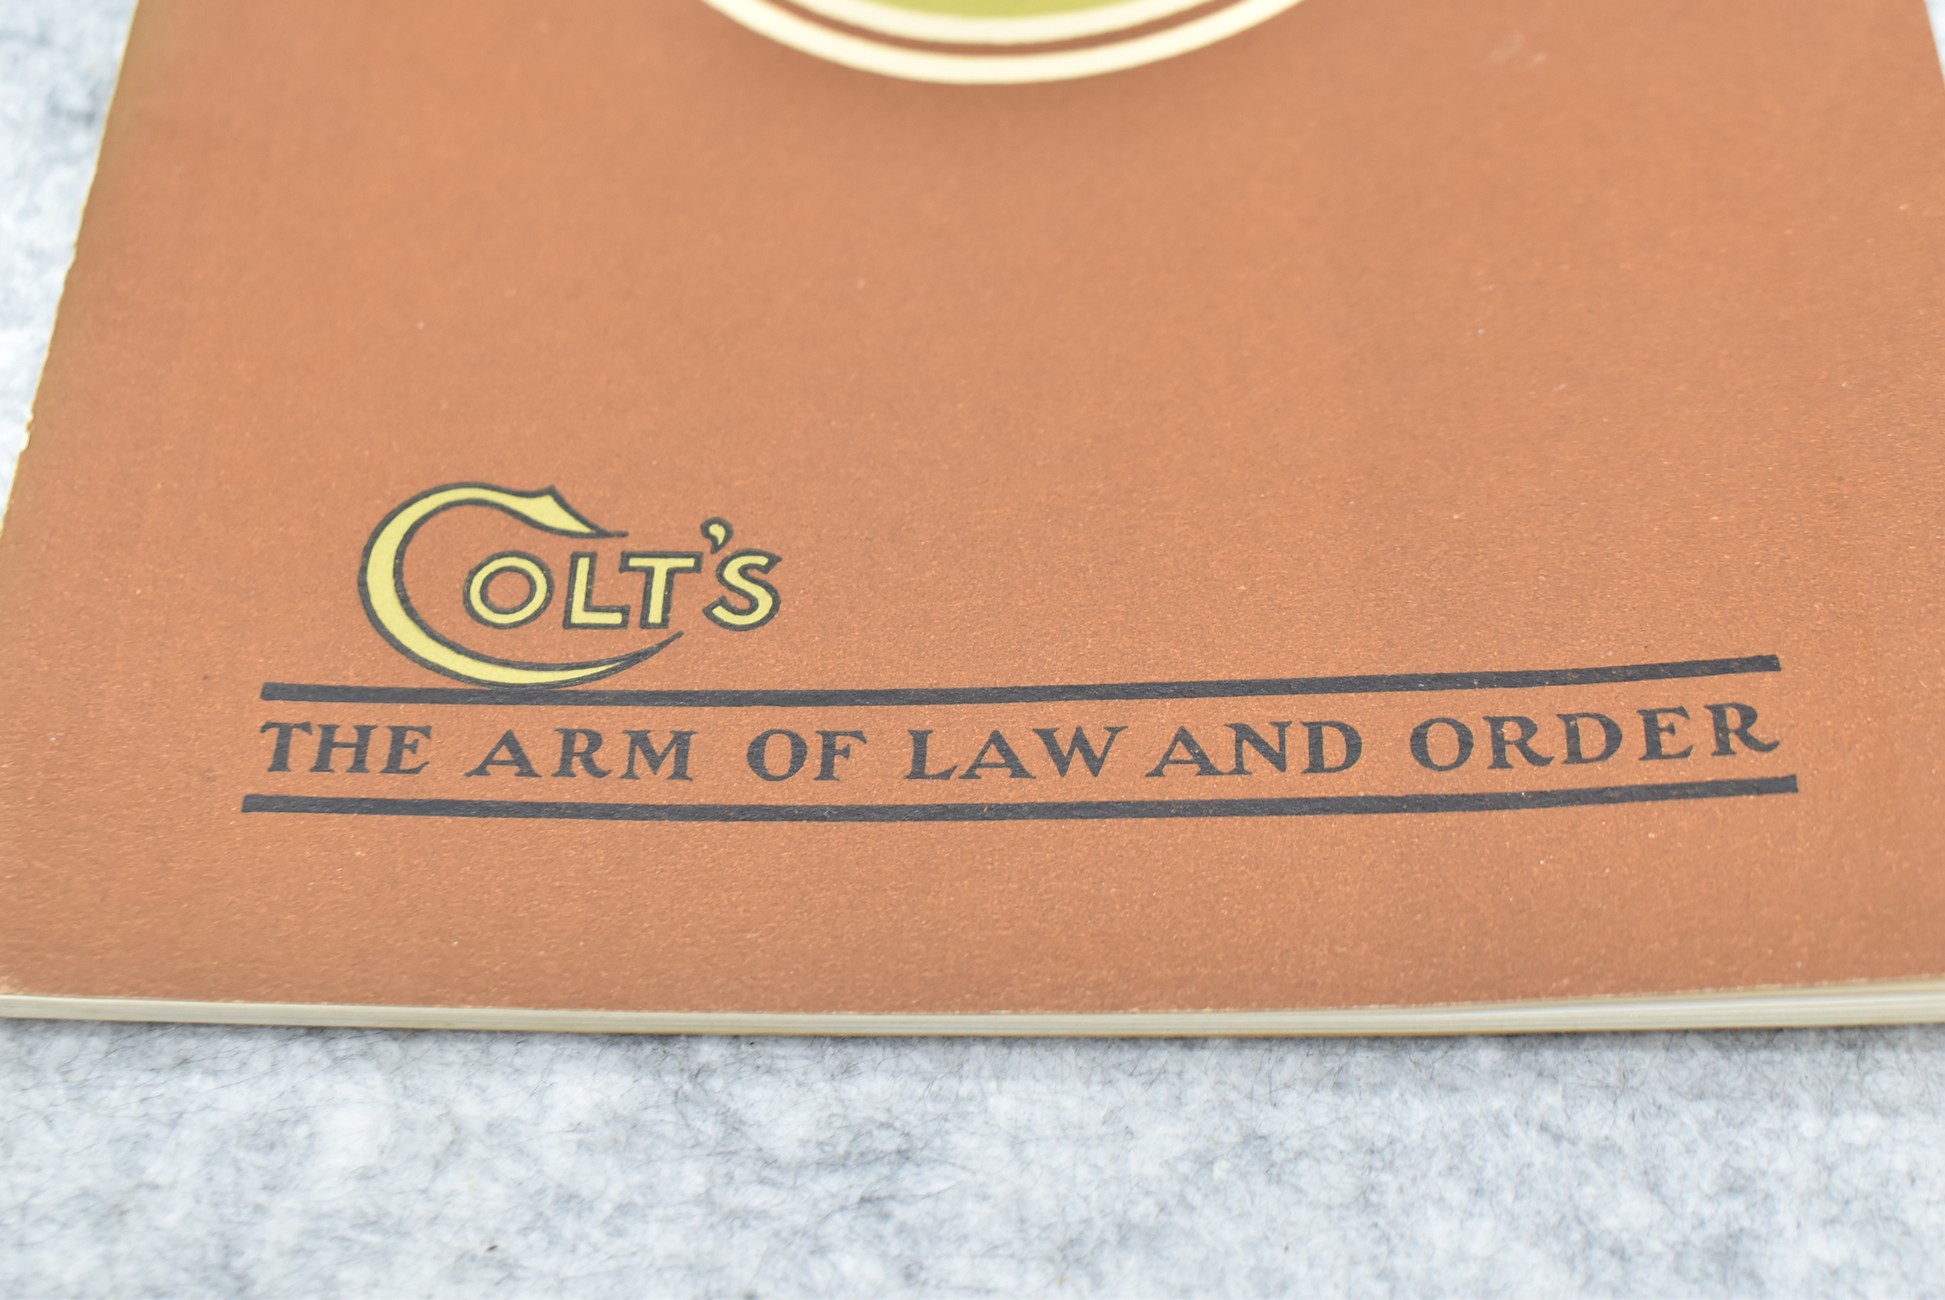 COLT'S
THE ARM OF LAW AND ORDER